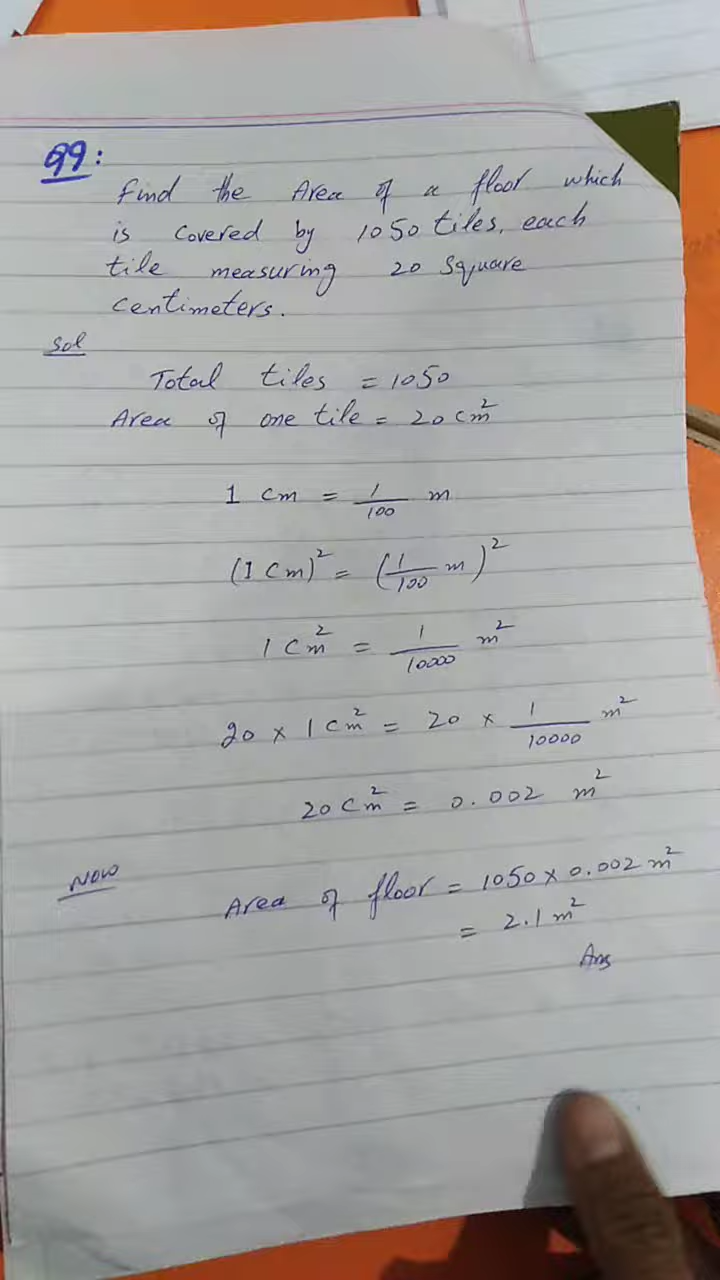 Q9:
Find the Area of a floor which
is covered by 1050 tiles, each
tile measuring 20 Square
centimeters.
Sol
Total tiles = 1050
Area of one tile = 20 cm²
1 cm = 1/100 m
(1 cm)² = (1/100 m)²
1 cm² = 1/10000 m²
20 × 1 cm² = 20 × 1/10000 m²
20 cm² = 0.002 m²
Now
Area of floor = 1050 × 0.002 m²
= 2.1 m²
Ans